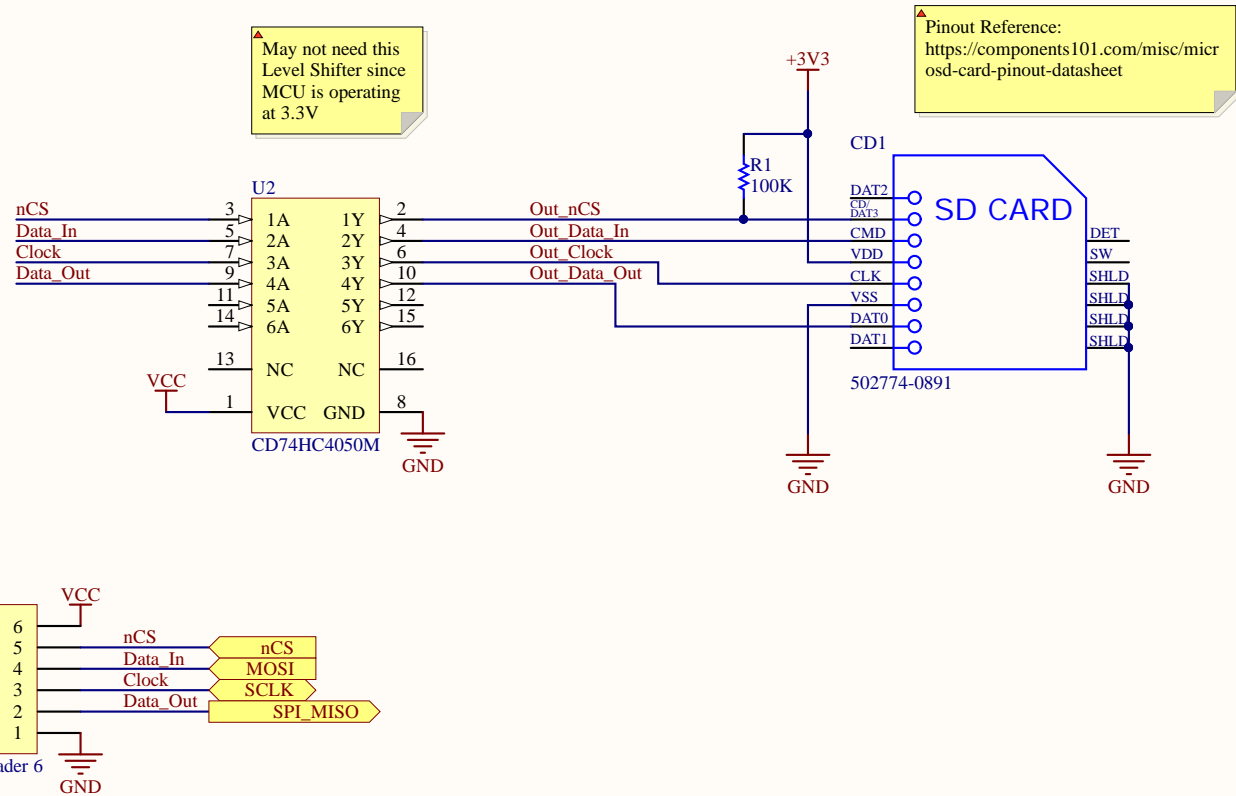 May not need this
Level Shifter since
MCU is operating
at 3.3V
Pinout Reference:
https://components101.com/misc/micr
osd-card-pinout-datasheet
+3V3
R1
100K
CD1
SD CARD
DAT2
CD/
DAT3
CMD
VDD
CLK
VSS
DAT0
DAT1
DET
SW
SHLD
SHLD
SHLD
SHLD
502774-0891
GND
GND
U2
nCS 3 1A 1Y 2 Out_nCS
Data_In 5 2A 2Y 4 Out_Data_In
Clock 7 3A 3Y 6 Out_Clock
Data_Out 9 4A 4Y 10 Out_Data_Out
11 5A 5Y 12
14 6A 6Y 15
13 NC NC 16
VCC
1 VCC GND 8
CD74HC4050M
GND
VCC
6
5 nCS nCS
4 Data_In MOSI
3 Clock SCLK
2 Data_Out SPI_MISO
1
ader 6
GND